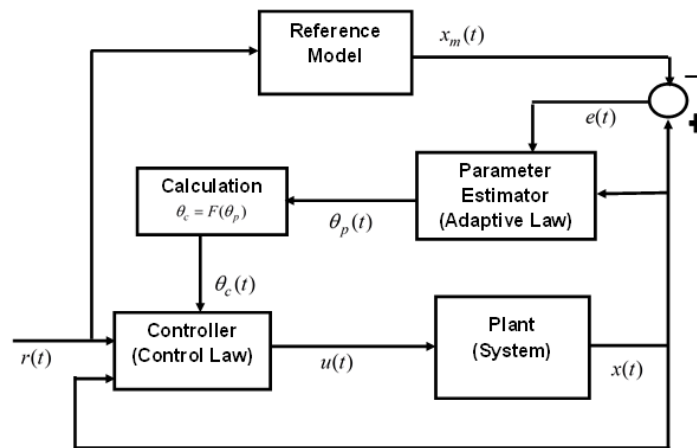 Reference
Model
x_m(t)
−
+
e(t)
Parameter
Estimator
(Adaptive Law)
Calculation
θ_c = F(θ_p)
θ_p(t)
θ_c(t)
Controller
(Control Law)
Plant
(System)
r(t)
u(t)
x(t)